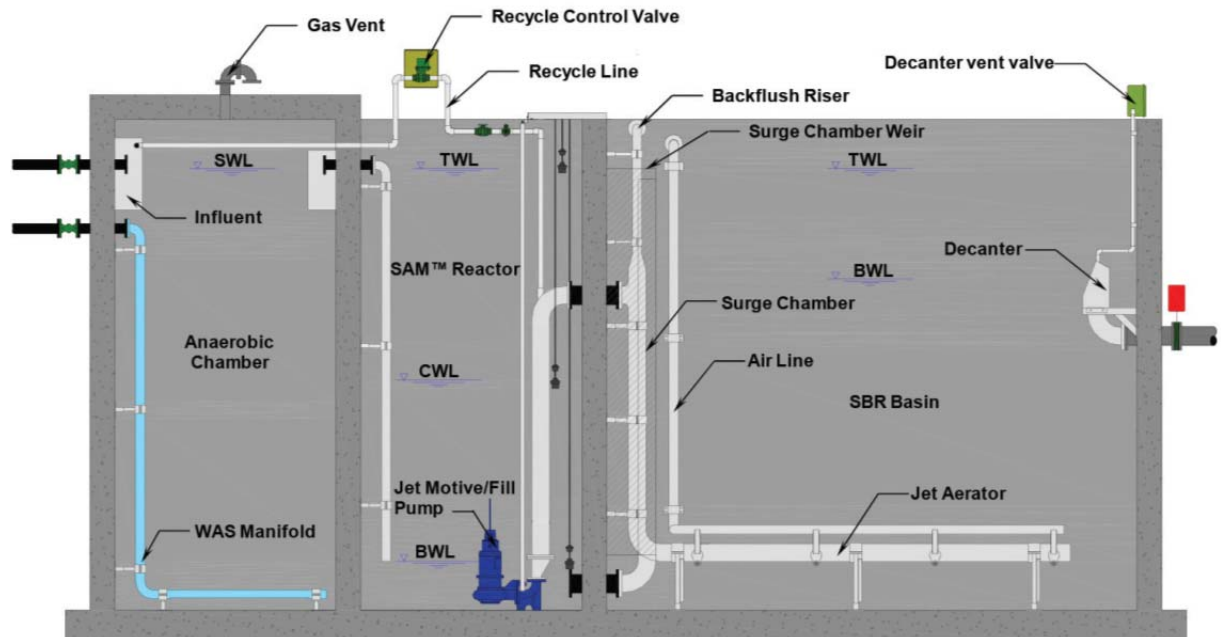 Gas Vent
Recycle Control Valve
Recycle Line
Backflush Riser
Surge Chamber Weir
Decanter vent valve
SWL
TWL
TWL
Influent
SAM™ Reactor
BWL
Decanter
Surge Chamber
Anaerobic
Chamber
CWL
Air Line
SBR Basin
Jet Motive/Fill
Pump
Jet Aerator
WAS Manifold
BWL